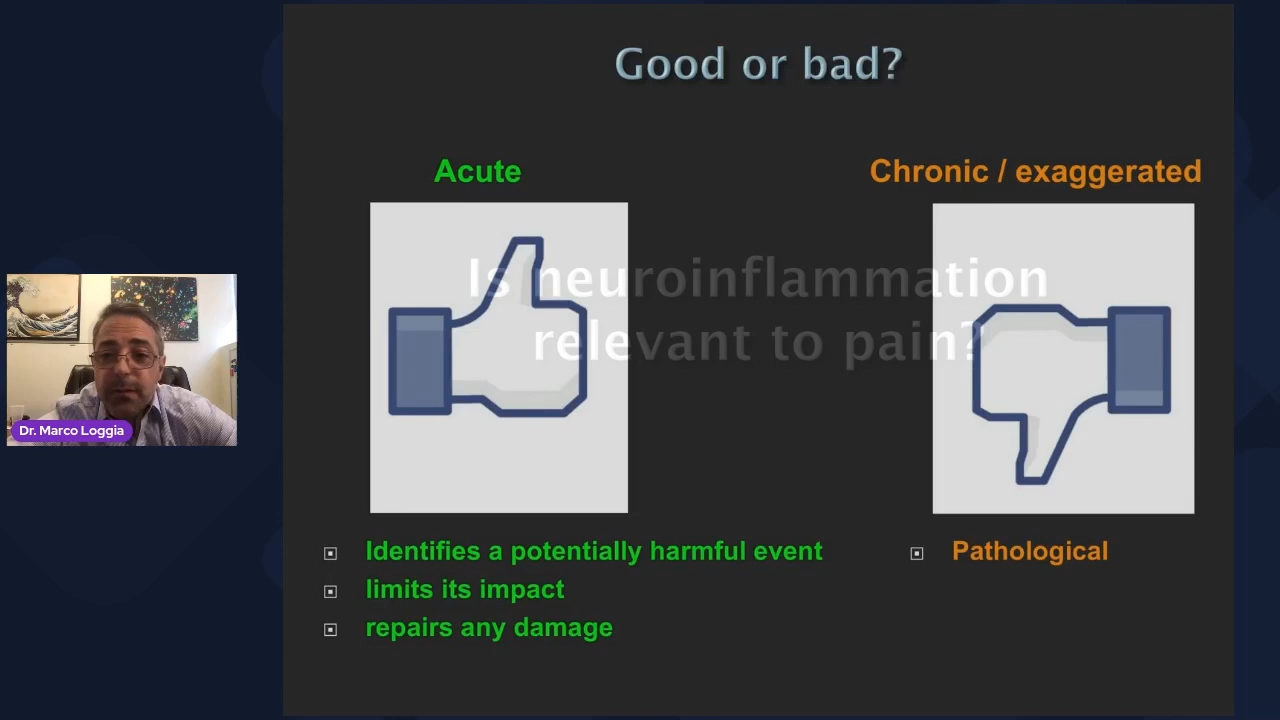 Good or bad?
Acute
Chronic / exaggerated
Is neuroinflammation
relevant to pain?
Dr. Marco Loggia
Identifies a potentially harmful event
limits its impact
repairs any damage
Pathological